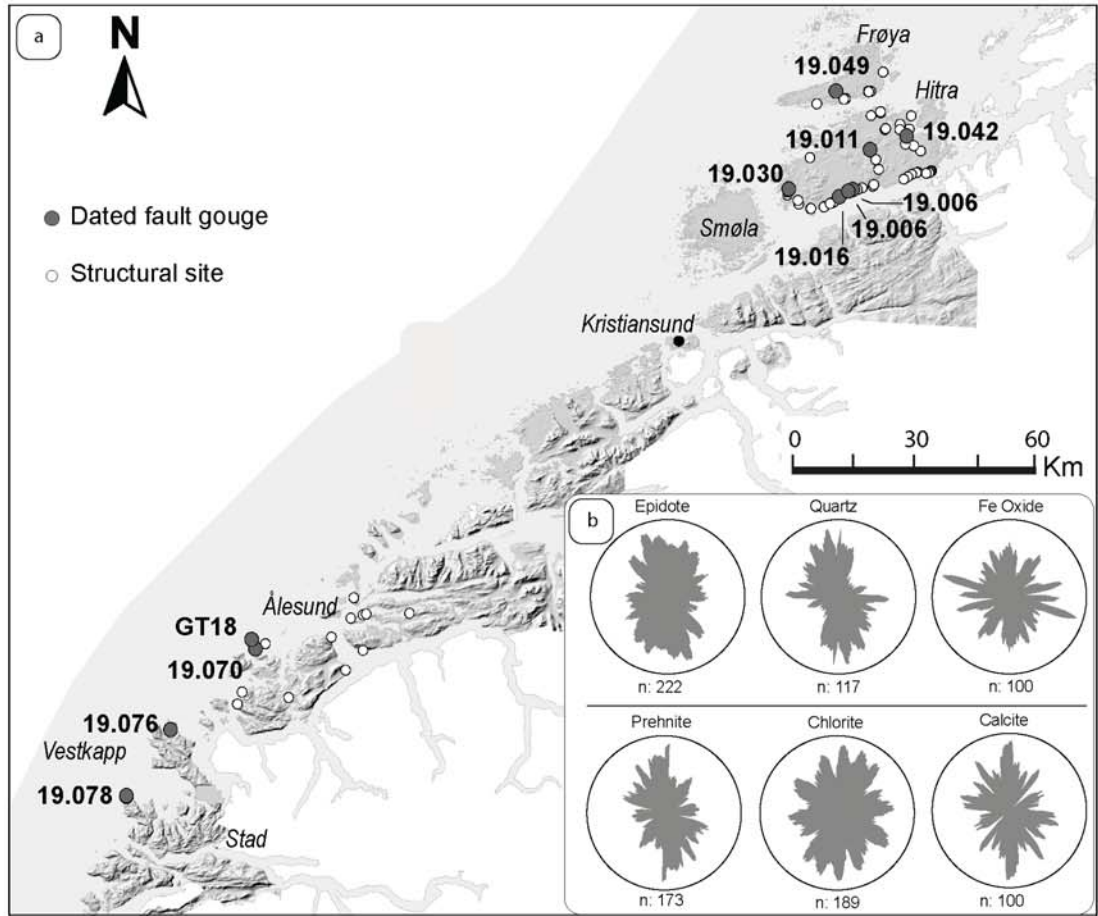 a
N
Frøya
19.049
Hitra
19.042
19.011
19.030
Dated fault gouge
19.006
Smøla
19.006
19.016
Structural site
Kristiansund
0 30 60
Km
b
Epidote Quartz Fe Oxide
n: 222 n: 117 n: 100
Prehnite Chlorite Calcite
n: 173 n: 189 n: 100
Ålesund
GT18
19.070
19.076
Vestkapp
19.078
Stad